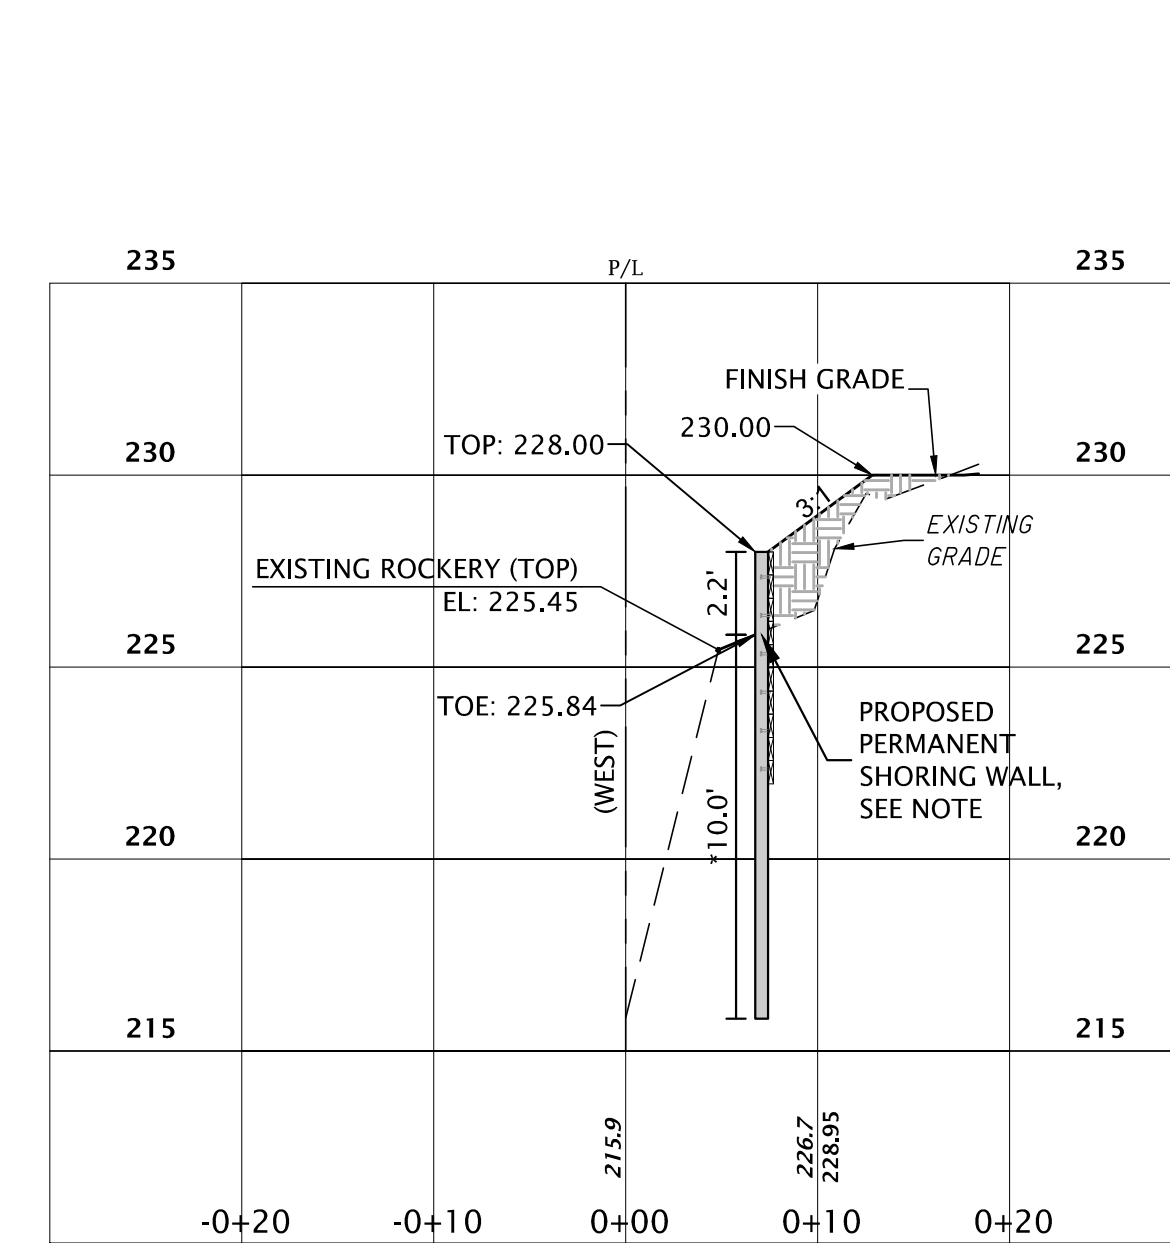 235
P/L
235
FINISH GRADE
230.00
TOP: 228.00
230
230
3:7
EXISTING
GRADE
EXISTING ROCKERY (TOP)
EL: 225.45
2.2'
225
225
TOE: 225.84
PROPOSED
PERMANENT
SHORING WALL,
SEE NOTE
(WEST)
*10.0'
220
220
215
215
215.9
226.7
228.95
-0+20
-0+10
0+00
0+10
0+20